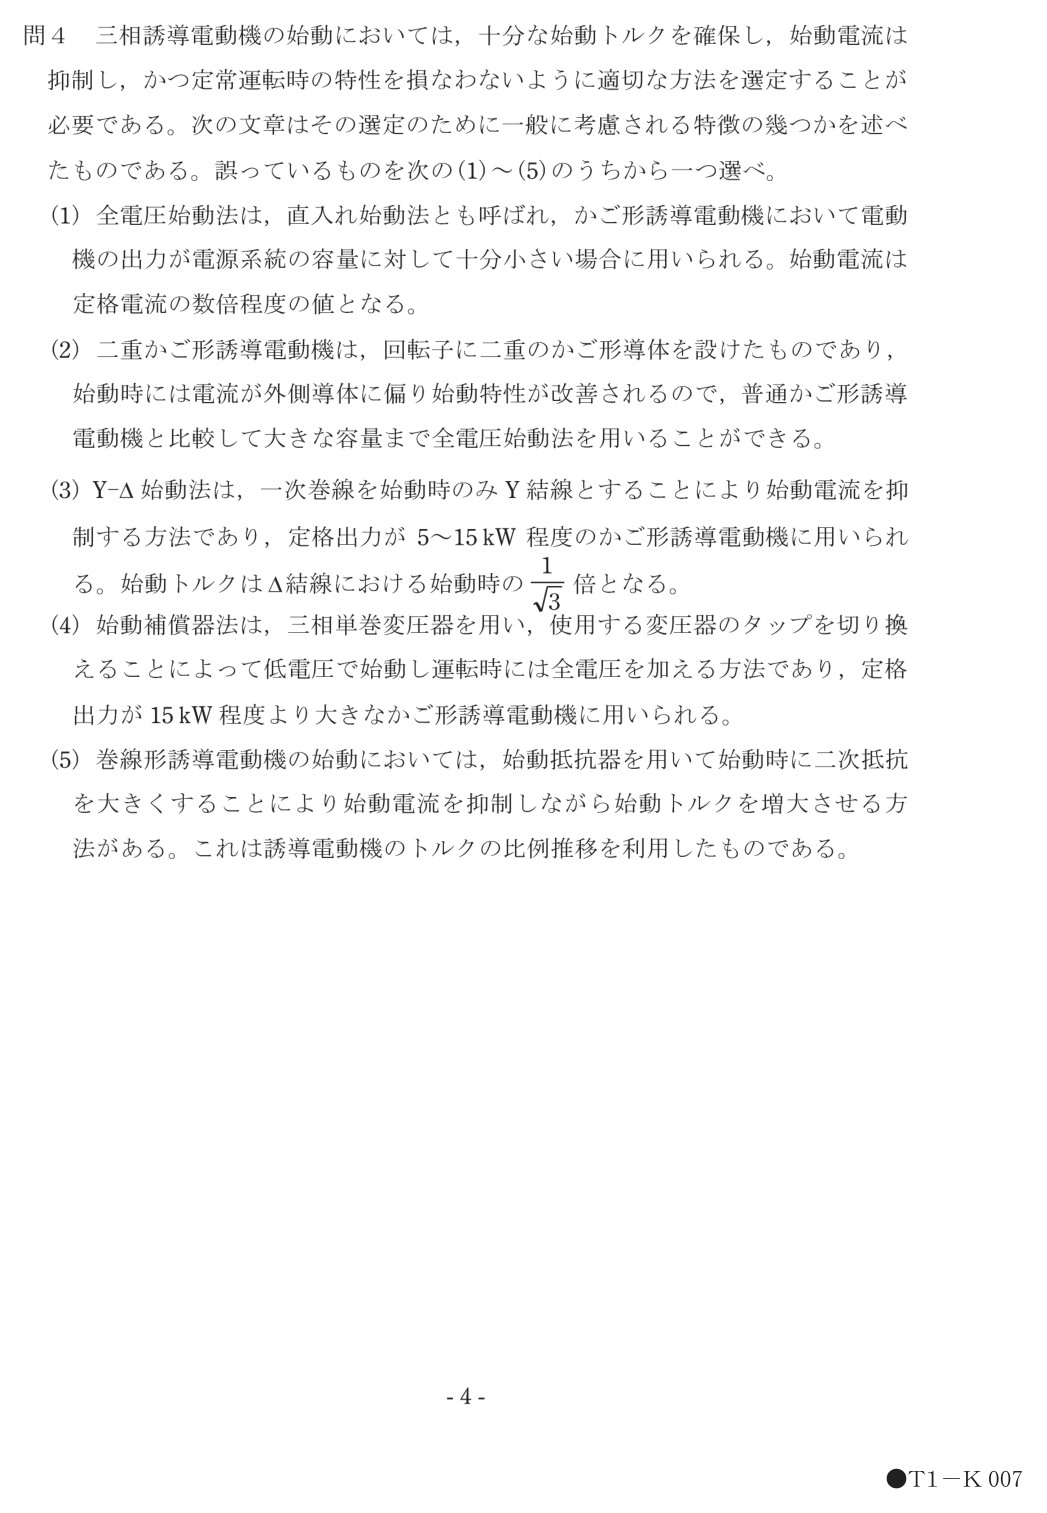 問４　三相誘導電動機の始動においては，十分な始動トルクを確保し，始動電流は
抑制し，かつ定常運転時の特性を損なわないように適切な方法を選定することが
必要である。次の文章はその選定のために一般に考慮される特徴の幾つかを述べ
たものである。誤っているものを次の(1)～(5)のうちから一つ選べ。
(1) 全電圧始動法は，直入れ始動法とも呼ばれ，かご形誘導電動機において電動
機の出力が電源系統の容量に対して十分小さい場合に用いられる。始動電流は
定格電流の数倍程度の値となる。
(2) 二重かご形誘導電動機は，回転子に二重のかご形導体を設けたものであり，
始動時には電流が外側導体に偏り始動特性が改善されるので，普通かご形誘導
電動機と比較して大きな容量まで全電圧始動法を用いることができる。
(3) Y-Δ 始動法は，一次巻線を始動時のみ Y 結線とすることにより始動電流を抑
制する方法であり，定格出力が 5～15 kW 程度のかご形誘導電動機に用いられ
る。始動トルクはΔ結線における始動時の 1/√3 倍となる。
(4) 始動補償器法は，三相単巻変圧器を用い，使用する変圧器のタップを切り換
えることによって低電圧で始動し運転時には全電圧を加える方法であり，定格
出力が 15 kW 程度より大きなかご形誘導電動機に用いられる。
(5) 巻線形誘導電動機の始動においては，始動抵抗器を用いて始動時に二次抵抗
を大きくすることにより始動電流を抑制しながら始動トルクを増大させる方
法がある。これは誘導電動機のトルクの比例推移を利用したものである。
- 4 -
●T1－K 007